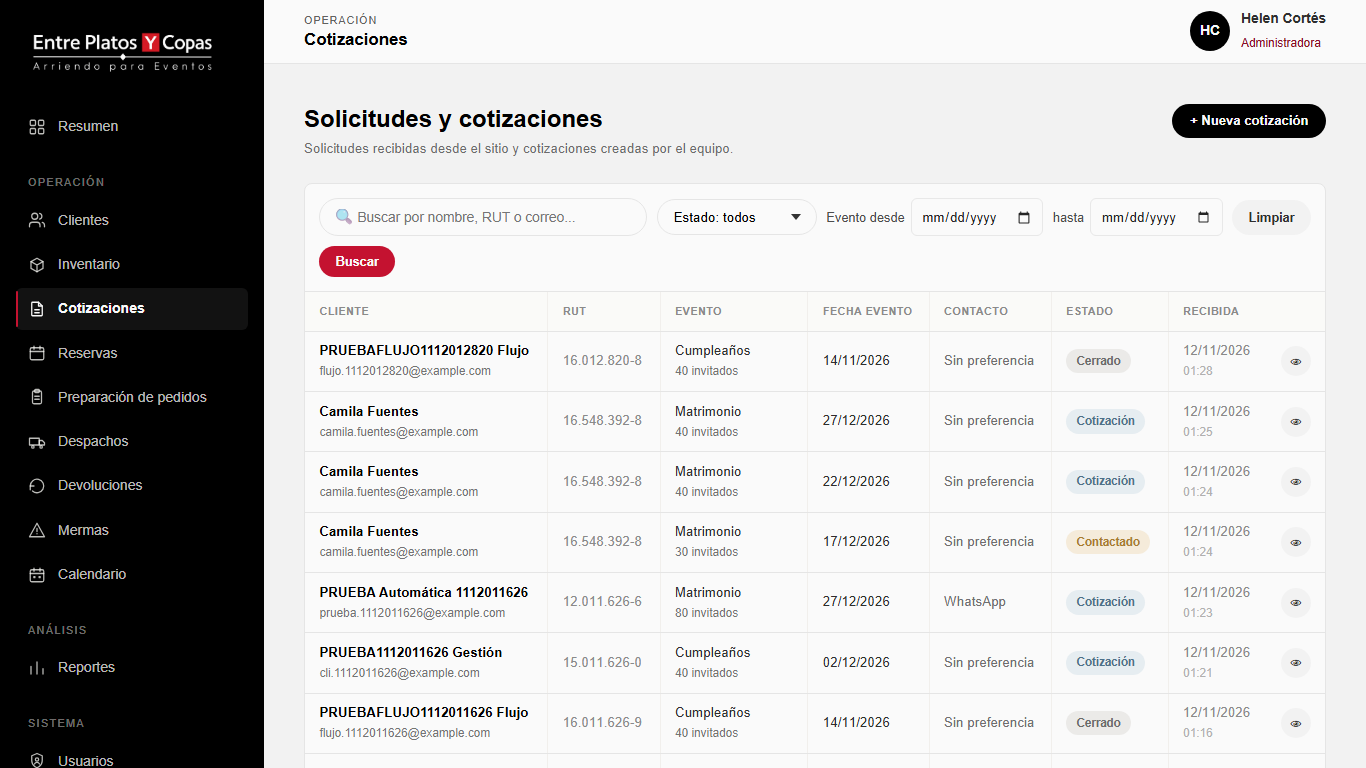 Entre Platos Y Copas
Arriendo para Eventos
Resumen
OPERACIÓN
Clientes
Inventario
Cotizaciones
Reservas
Preparación de pedidos
Despachos
Devoluciones
Mermas
Calendario
ANÁLISIS
Reportes
SISTEMA
Usuarios
OPERACIÓN
Cotizaciones
HC
Helen Cortés
Administradora
Solicitudes y cotizaciones
Solicitudes recibidas desde el sitio y cotizaciones creadas por el equipo.
+ Nueva cotización
Buscar por nombre, RUT o correo... Estado: todos Evento desde mm/dd/yyyy hasta mm/dd/yyyy Limpiar
Buscar
CLIENTE RUT EVENTO FECHA EVENTO CONTACTO ESTADO RECIBIDA
PRUEBAFLUJO1112012820 Flujo 16.012.820-8 Cumpleaños 14/11/2026 Sin preferencia Cerrado 12/11/2026
flujo.1112012820@example.com 40 invitados 01:28
Camila Fuentes 16.548.392-8 Matrimonio 27/12/2026 Sin preferencia Cotización 12/11/2026
camila.fuentes@example.com 40 invitados 01:25
Camila Fuentes 16.548.392-8 Matrimonio 22/12/2026 Sin preferencia Cotización 12/11/2026
camila.fuentes@example.com 40 invitados 01:24
Camila Fuentes 16.548.392-8 Matrimonio 17/12/2026 Sin preferencia Contactado 12/11/2026
camila.fuentes@example.com 30 invitados 01:24
PRUEBA Automática 1112011626 12.011.626-6 Matrimonio 27/12/2026 WhatsApp Cotización 12/11/2026
prueba.1112011626@example.com 80 invitados 01:23
PRUEBA1112011626 Gestión 15.011.626-0 Cumpleaños 02/12/2026 Sin preferencia Cotización 12/11/2026
cli.1112011626@example.com 40 invitados 01:21
PRUEBAFLUJO1112011626 Flujo 16.011.626-9 Cumpleaños 14/11/2026 Sin preferencia Cerrado 12/11/2026
flujo.1112011626@example.com 40 invitados 01:16